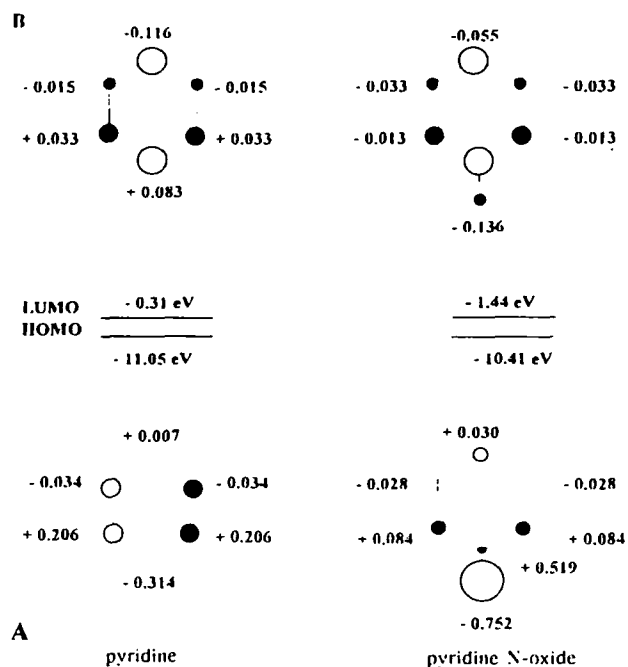 B
-0.116
-0.055
- 0.015
- 0.015
- 0.033
- 0.033
+ 0.033
+ 0.033
-0.013
-0.013
+ 0.083
- 0.136
LUMO
- 0.31 eV
- 1.44 eV
HOMO
- 11.05 eV
- 10.41 eV
+ 0.007
+ 0.030
- 0.034
- 0.034
- 0.028
- 0.028
+ 0.206
+ 0.206
+ 0.084
+ 0.084
- 0.314
+ 0.519
- 0.752
A
pyridine
pyridine N-oxide